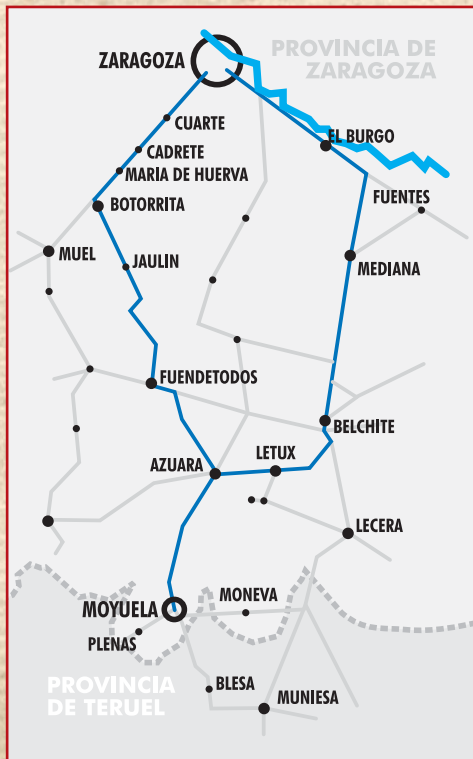 PROVINCIA DE
ZARAGOZA
ZARAGOZA
CUARTE
CADRETE
MARIA DE HUERVA
BOTORRITA
EL BURGO
FUENTES
MUEL
JAULIN
MEDIANA
FUENDETODOS
BELCHITE
AZUARA
LETUX
LECERA
MOYUELA
MONEVA
PLENAS
PROVINCIA
DE TERUEL
BLESA
MUNIESA